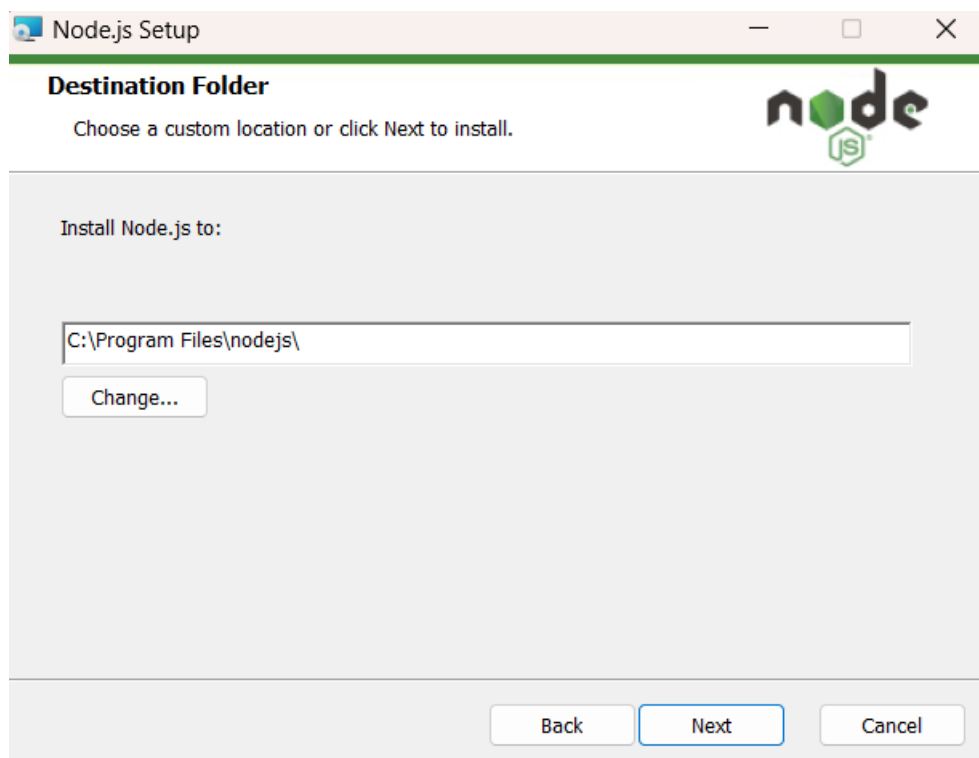 Node.js Setup
Destination Folder
Choose a custom location or click Next to install.
node
JS
Install Node.js to:
C:\Program Files\nodejs\
Change...
Back
Next
Cancel